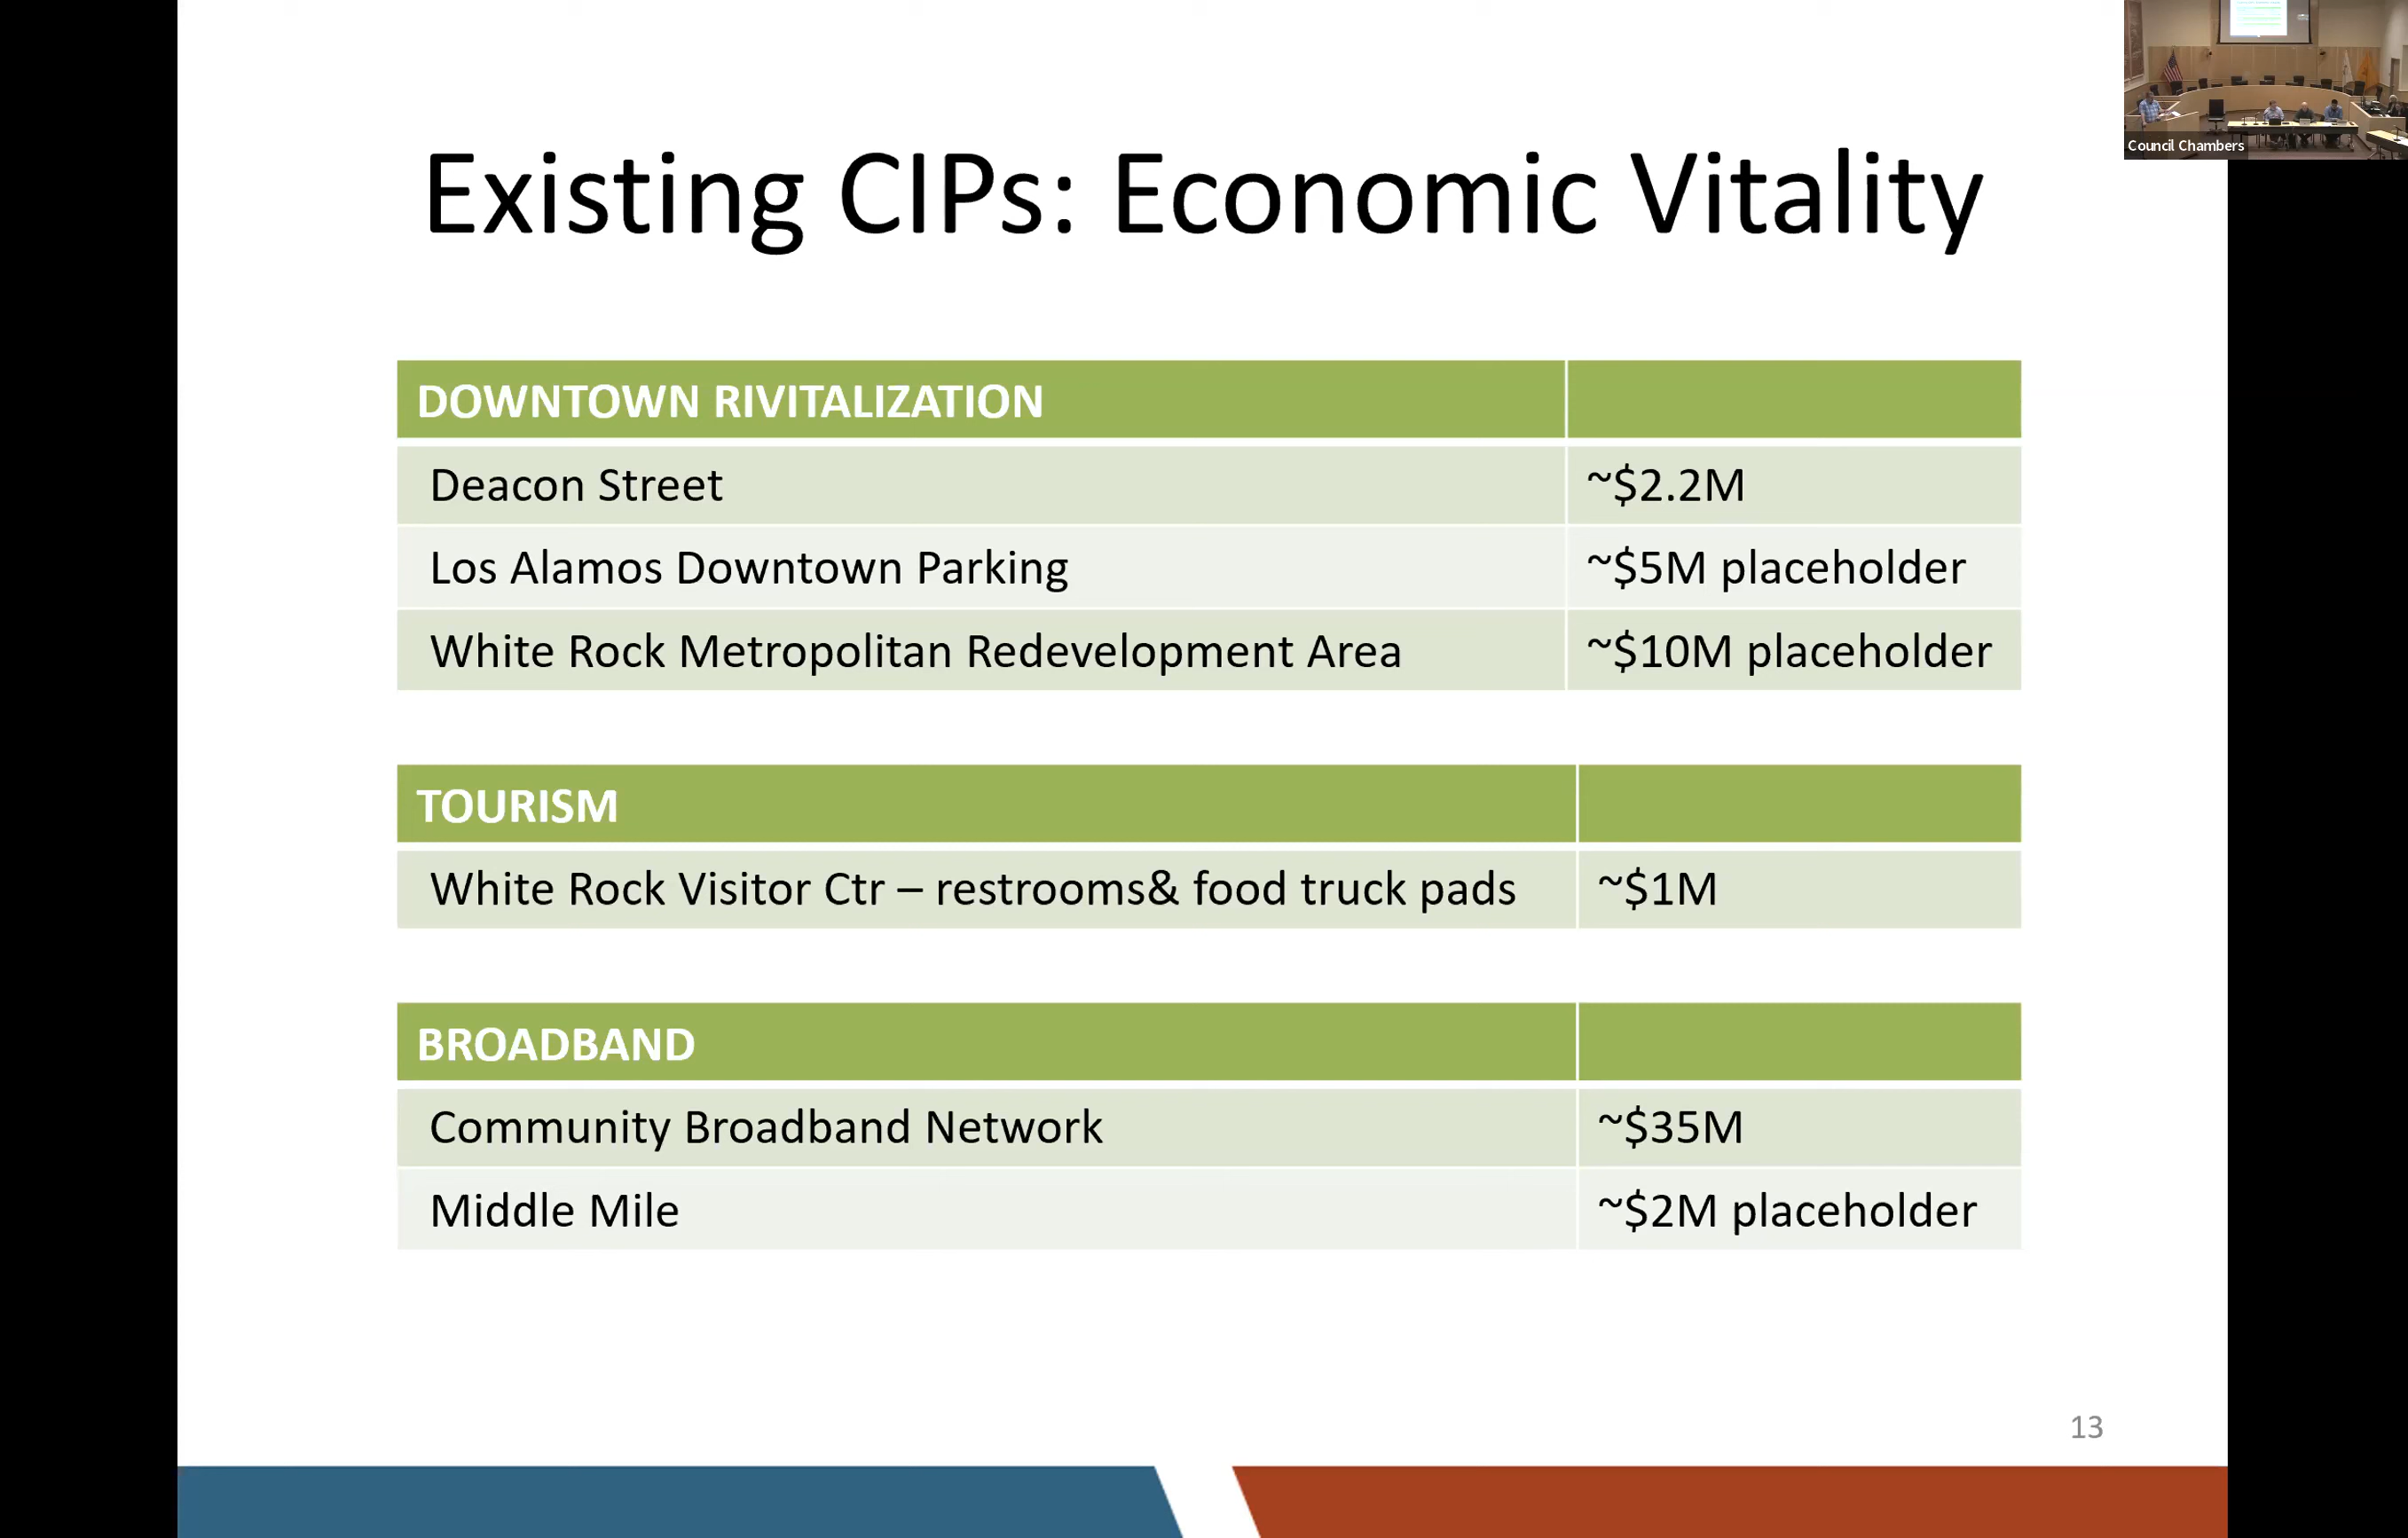 Council Chambers
Existing CIPs: Economic Vitality
DOWNTOWN RIVITALIZATION
Deacon Street ~$2.2M
Los Alamos Downtown Parking ~$5M placeholder
White Rock Metropolitan Redevelopment Area ~$10M placeholder
TOURISM
White Rock Visitor Ctr – restrooms& food truck pads ~$1M
BROADBAND
Community Broadband Network ~$35M
Middle Mile ~$2M placeholder
13